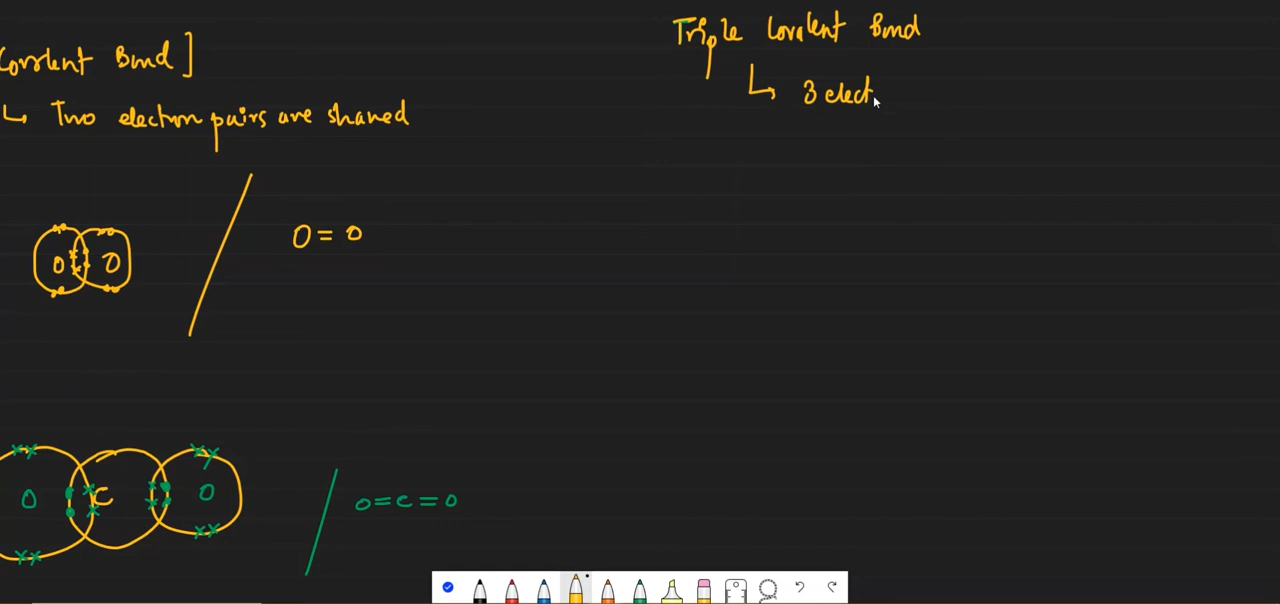 Covalent Bond]
↳ Two electron pairs are shared
O O
O = O
O C O
O = C = O
Triple Covalent Bond
↳ 3 elect